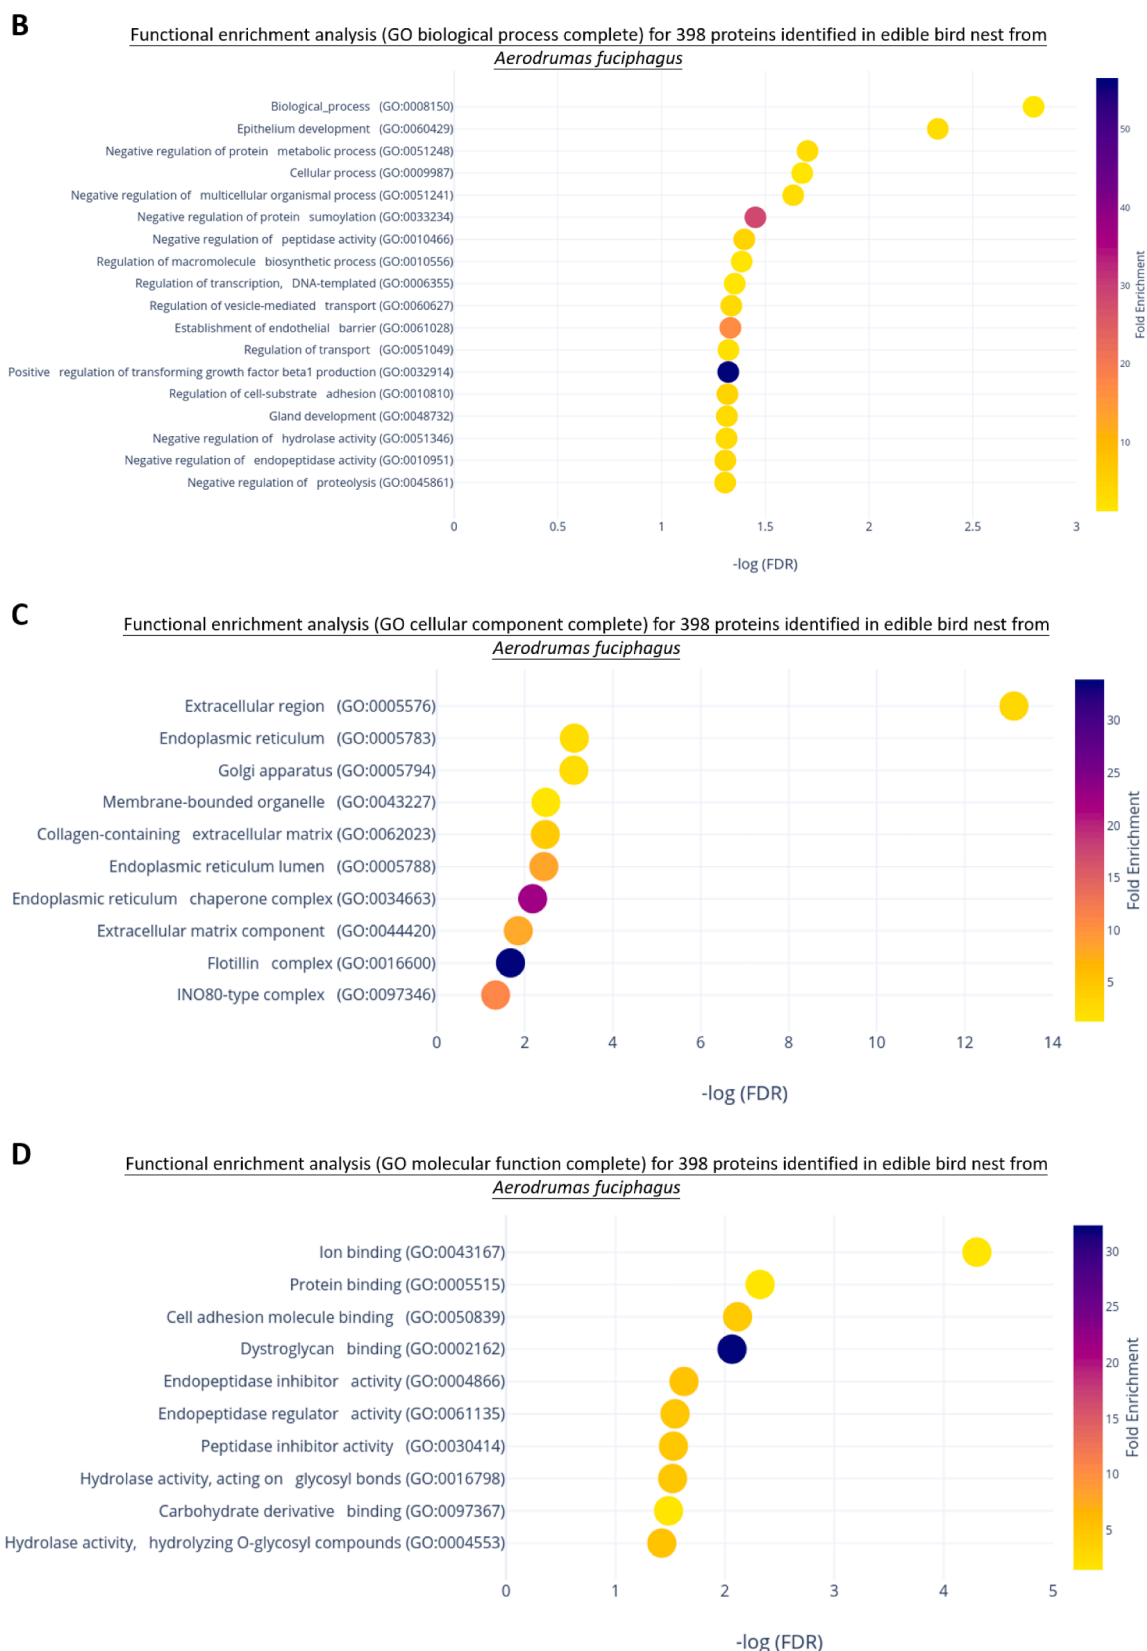 B
Functional enrichment analysis (GO biological process complete) for 398 proteins identified in edible bird nest from
Aerodrumas fuciphagus
Biological_process (GO:0008150)
Epithelium development (GO:0060429)
Negative regulation of protein metabolic process (GO:0051248)
Cellular process (GO:0009987)
Negative regulation of multicellular organismal process (GO:0051241)
Negative regulation of protein sumoylation (GO:0033234)
Negative regulation of peptidase activity (GO:0010466)
Regulation of macromolecule biosynthetic process (GO:0010556)
Regulation of transcription, DNA-templated (GO:0006355)
Regulation of vesicle-mediated transport (GO:0060627)
Establishment of endothelial barrier (GO:0061028)
Regulation of transport (GO:0051049)
Positive regulation of transforming growth factor beta1 production (GO:0032914)
Regulation of cell-substrate adhesion (GO:0010810)
Gland development (GO:0048732)
Negative regulation of hydrolase activity (GO:0051346)
Negative regulation of endopeptidase activity (GO:0010951)
Negative regulation of proteolysis (GO:0045861)
0 0.5 1 1.5 2 2.5 3
-log (FDR)
50
40
30
20
10
Fold Enrichment
C
Functional enrichment analysis (GO cellular component complete) for 398 proteins identified in edible bird nest from
Aerodrumas fuciphagus
Extracellular region (GO:0005576)
Endoplasmic reticulum (GO:0005783)
Golgi apparatus (GO:0005794)
Membrane-bounded organelle (GO:0043227)
Collagen-containing extracellular matrix (GO:0062023)
Endoplasmic reticulum lumen (GO:0005788)
Endoplasmic reticulum chaperone complex (GO:0034663)
Extracellular matrix component (GO:0044420)
Flotillin complex (GO:0016600)
INO80-type complex (GO:0097346)
0 2 4 6 8 10 12 14
-log (FDR)
30
25
20
15
10
5
Fold Enrichment
D
Functional enrichment analysis (GO molecular function complete) for 398 proteins identified in edible bird nest from
Aerodrumas fuciphagus
Ion binding (GO:0043167)
Protein binding (GO:0005515)
Cell adhesion molecule binding (GO:0050839)
Dystroglycan binding (GO:0002162)
Endopeptidase inhibitor activity (GO:0004866)
Endopeptidase regulator activity (GO:0061135)
Peptidase inhibitor activity (GO:0030414)
Hydrolase activity, acting on glycosyl bonds (GO:0016798)
Carbohydrate derivative binding (GO:0097367)
Hydrolase activity, hydrolyzing O-glycosyl compounds (GO:0004553)
0 1 2 3 4 5
-log (FDR)
30
25
20
15
10
5
Fold Enrichment